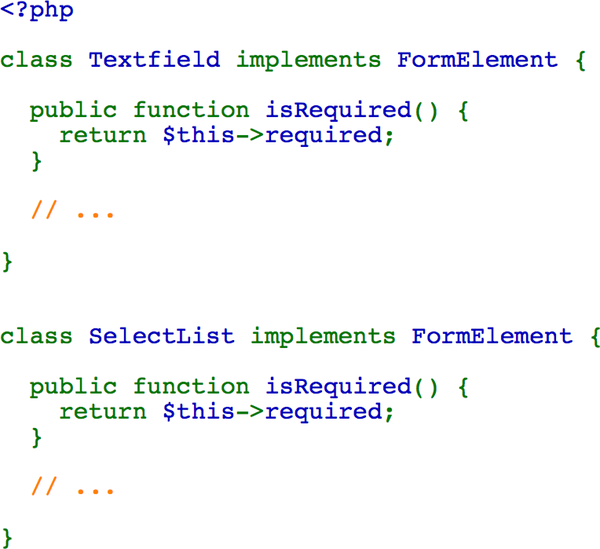 <?php
class Textfield implements FormElement {
public function isRequired() {
return $this->required;
}
// ...
}
class SelectList implements FormElement {
public function isRequired() {
return $this->required;
}
// ...
}